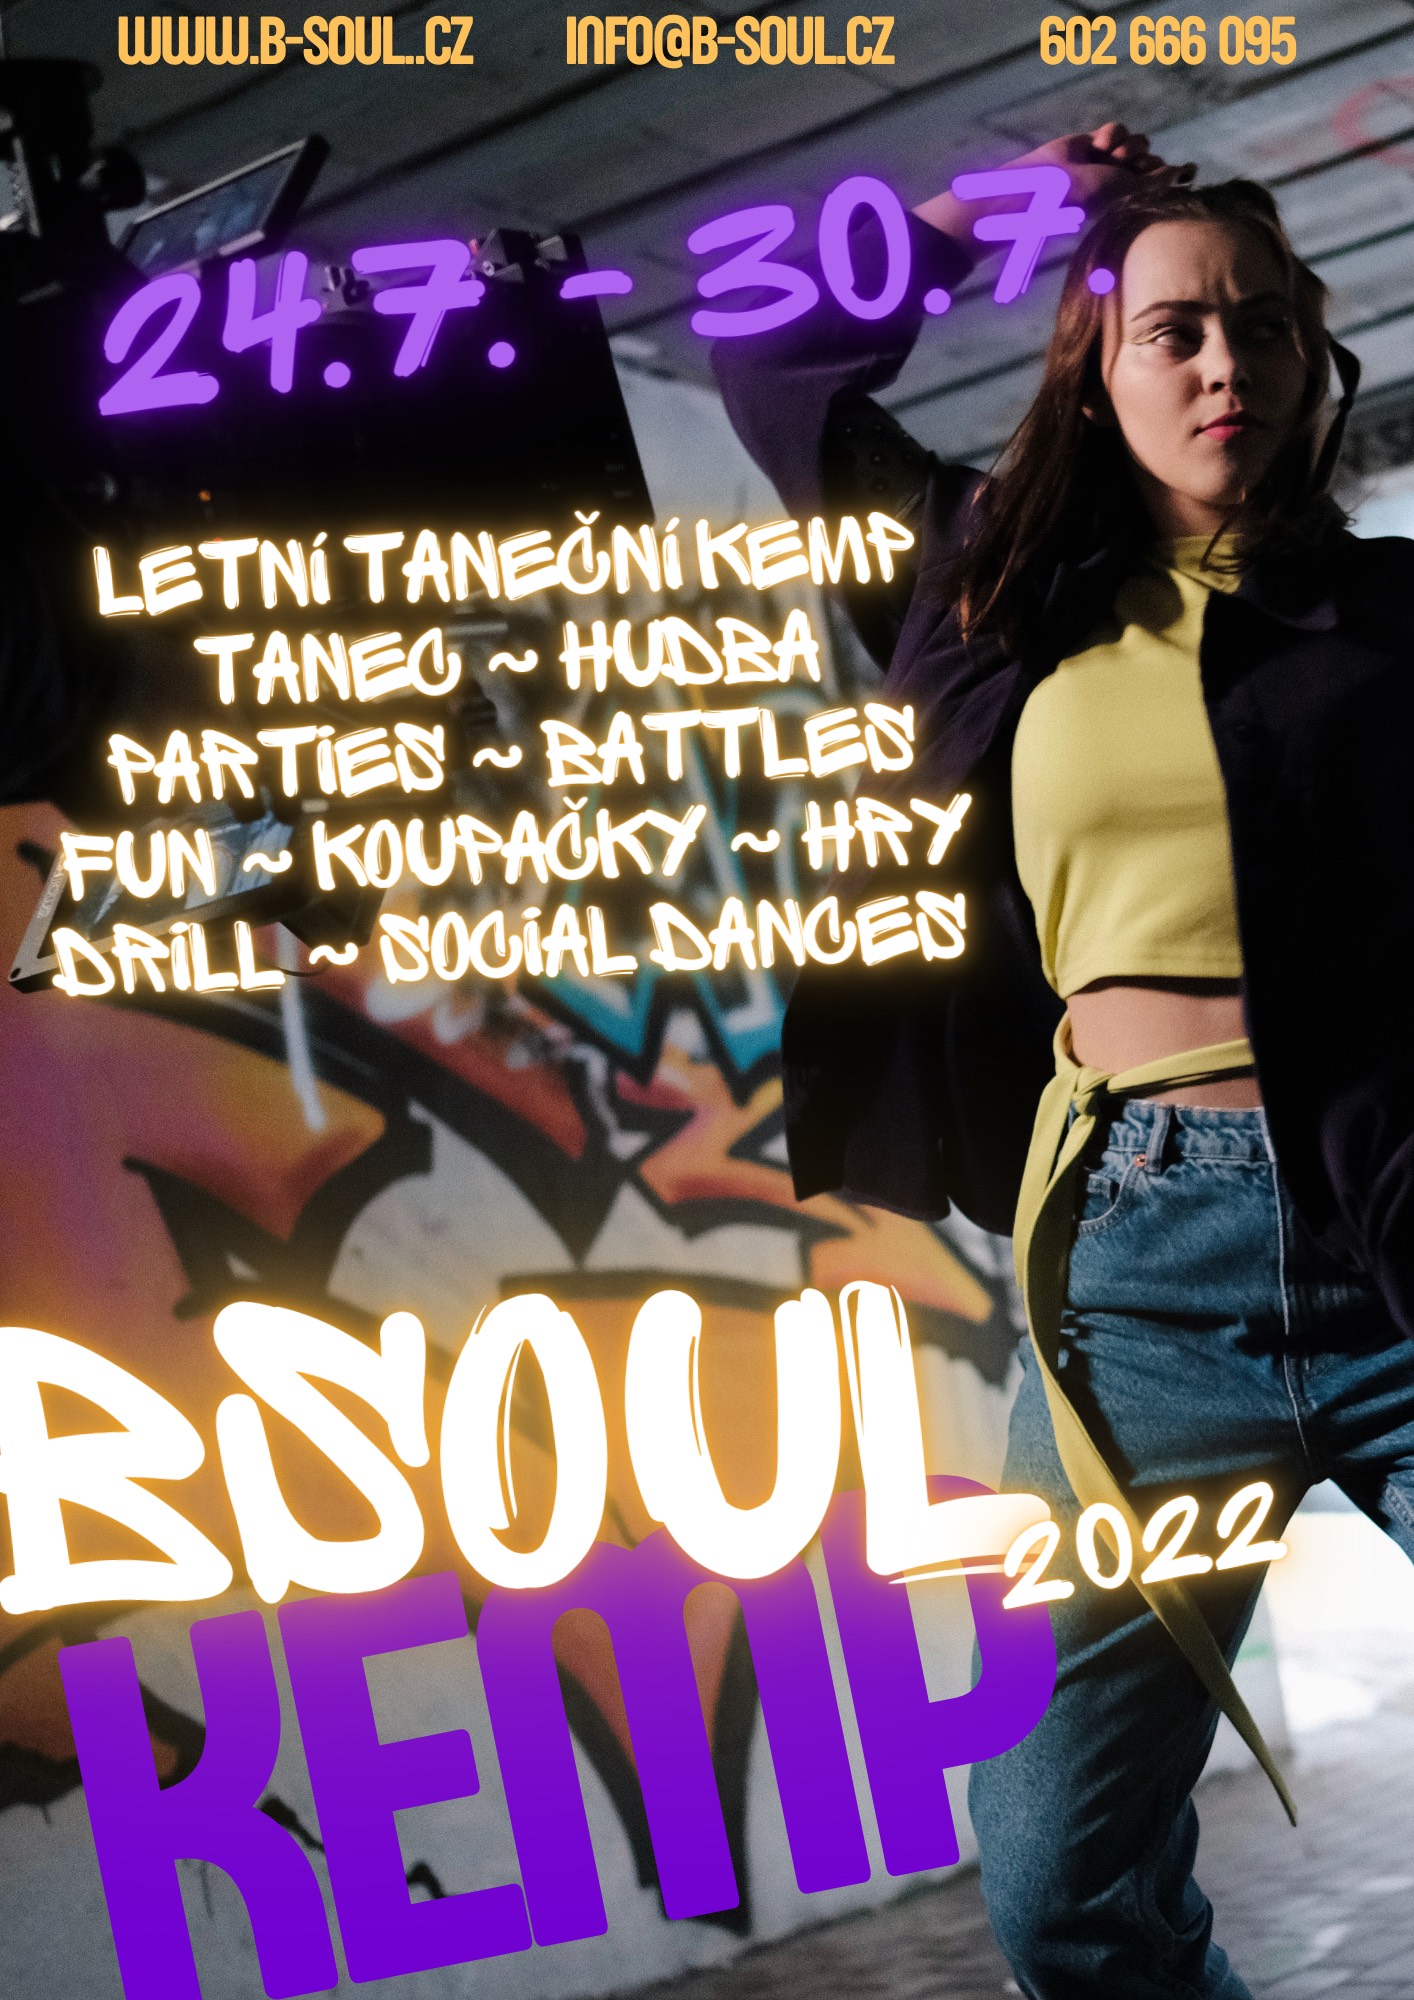 WWW.B-SOUL..CZ INFO@B-SOUL.CZ 602 666 095
24.7. - 30.7.
LETNÍ TANEČNÍ KEMP
TANEC ~ HUDBA
PARTIES ~ BATTLES
FUN ~ KOUPAČKY ~ HRY
DRILL ~ SOCIAL DANCES
BSOUL
2022
KEMP